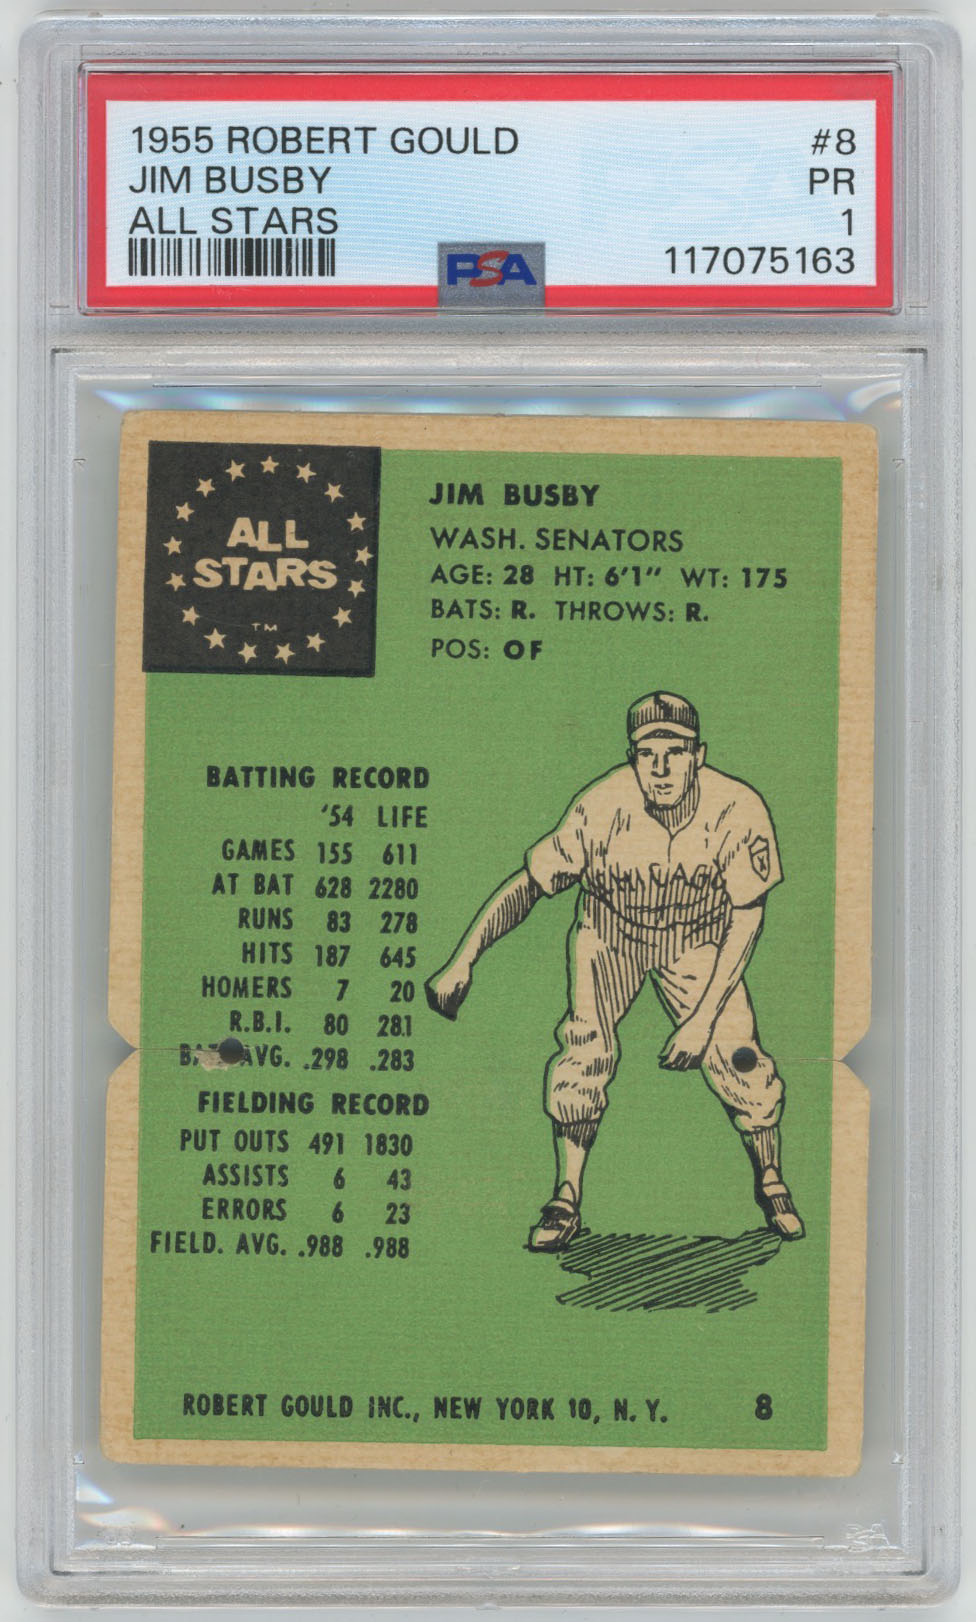 1955 ROBERT GOULD #8
JIM BUSBY PR
ALL STARS 1
117075163
PSA
ALL
STARS
TM
JIM BUSBY
WASH. SENATORS
AGE: 28 HT: 6'1" WT: 175
BATS: R. THROWS: R.
POS: OF
BATTING RECORD
'54 LIFE
GAMES 155 611
AT BAT 628 2280
RUNS 83 278
HITS 187 645
HOMERS 7 20
R.B.I. 80 281
AVG. .298 .283
FIELDING RECORD
PUT OUTS 491 1830
ASSISTS 6 43
ERRORS 6 23
FIELD. AVG. .988 .988
CHICAGO
ROBERT GOULD INC., NEW YORK 10, N. Y. 8
PSA